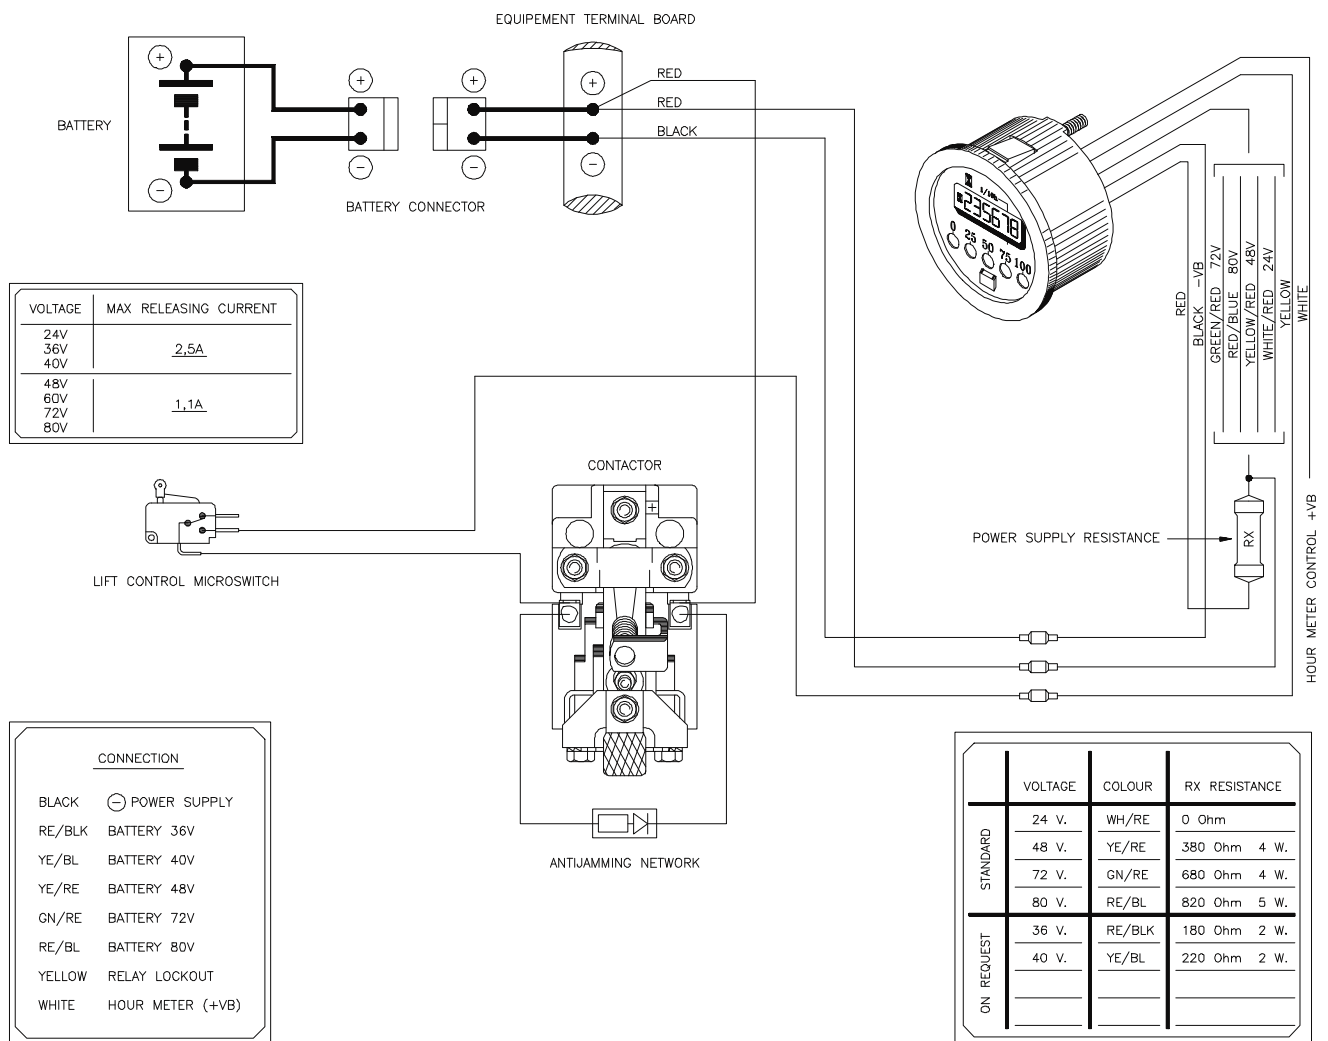 EQUIPEMENT TERMINAL BOARD
BATTERY
+
−
+
−
+
−
+
−
BATTERY CONNECTOR
RED
RED
BLACK
235678
0 25 50 75 100
RED
BLACK -VB
GREEN/RED 72V
RED/BLUE 80V
YELLOW/RED 48V
WHITE/RED 24V
YELLOW
WHITE
HOUR METER CONTROL +VB
VOLTAGE MAX RELEASING CURRENT
24V
36V
40V
2,5A
48V
60V
72V
80V
1,1A
LIFT CONTROL MICROSWITCH
CONTACTOR
+
POWER SUPPLY RESISTANCE
RX
ANTIJAMMING NETWORK
CONNECTION
BLACK − POWER SUPPLY
RE/BLK BATTERY 36V
YE/BL BATTERY 40V
YE/RE BATTERY 48V
GN/RE BATTERY 72V
RE/BL BATTERY 80V
YELLOW RELAY LOCKOUT
WHITE HOUR METER (+VB)
VOLTAGE COLOUR RX RESISTANCE
STANDARD
24 V. WH/RE 0 Ohm
48 V. YE/RE 380 Ohm 4 W.
72 V. GN/RE 680 Ohm 4 W.
80 V. RE/BL 820 Ohm 5 W.
ON REQUEST
36 V. RE/BLK 180 Ohm 2 W.
40 V. YE/BL 220 Ohm 2 W.